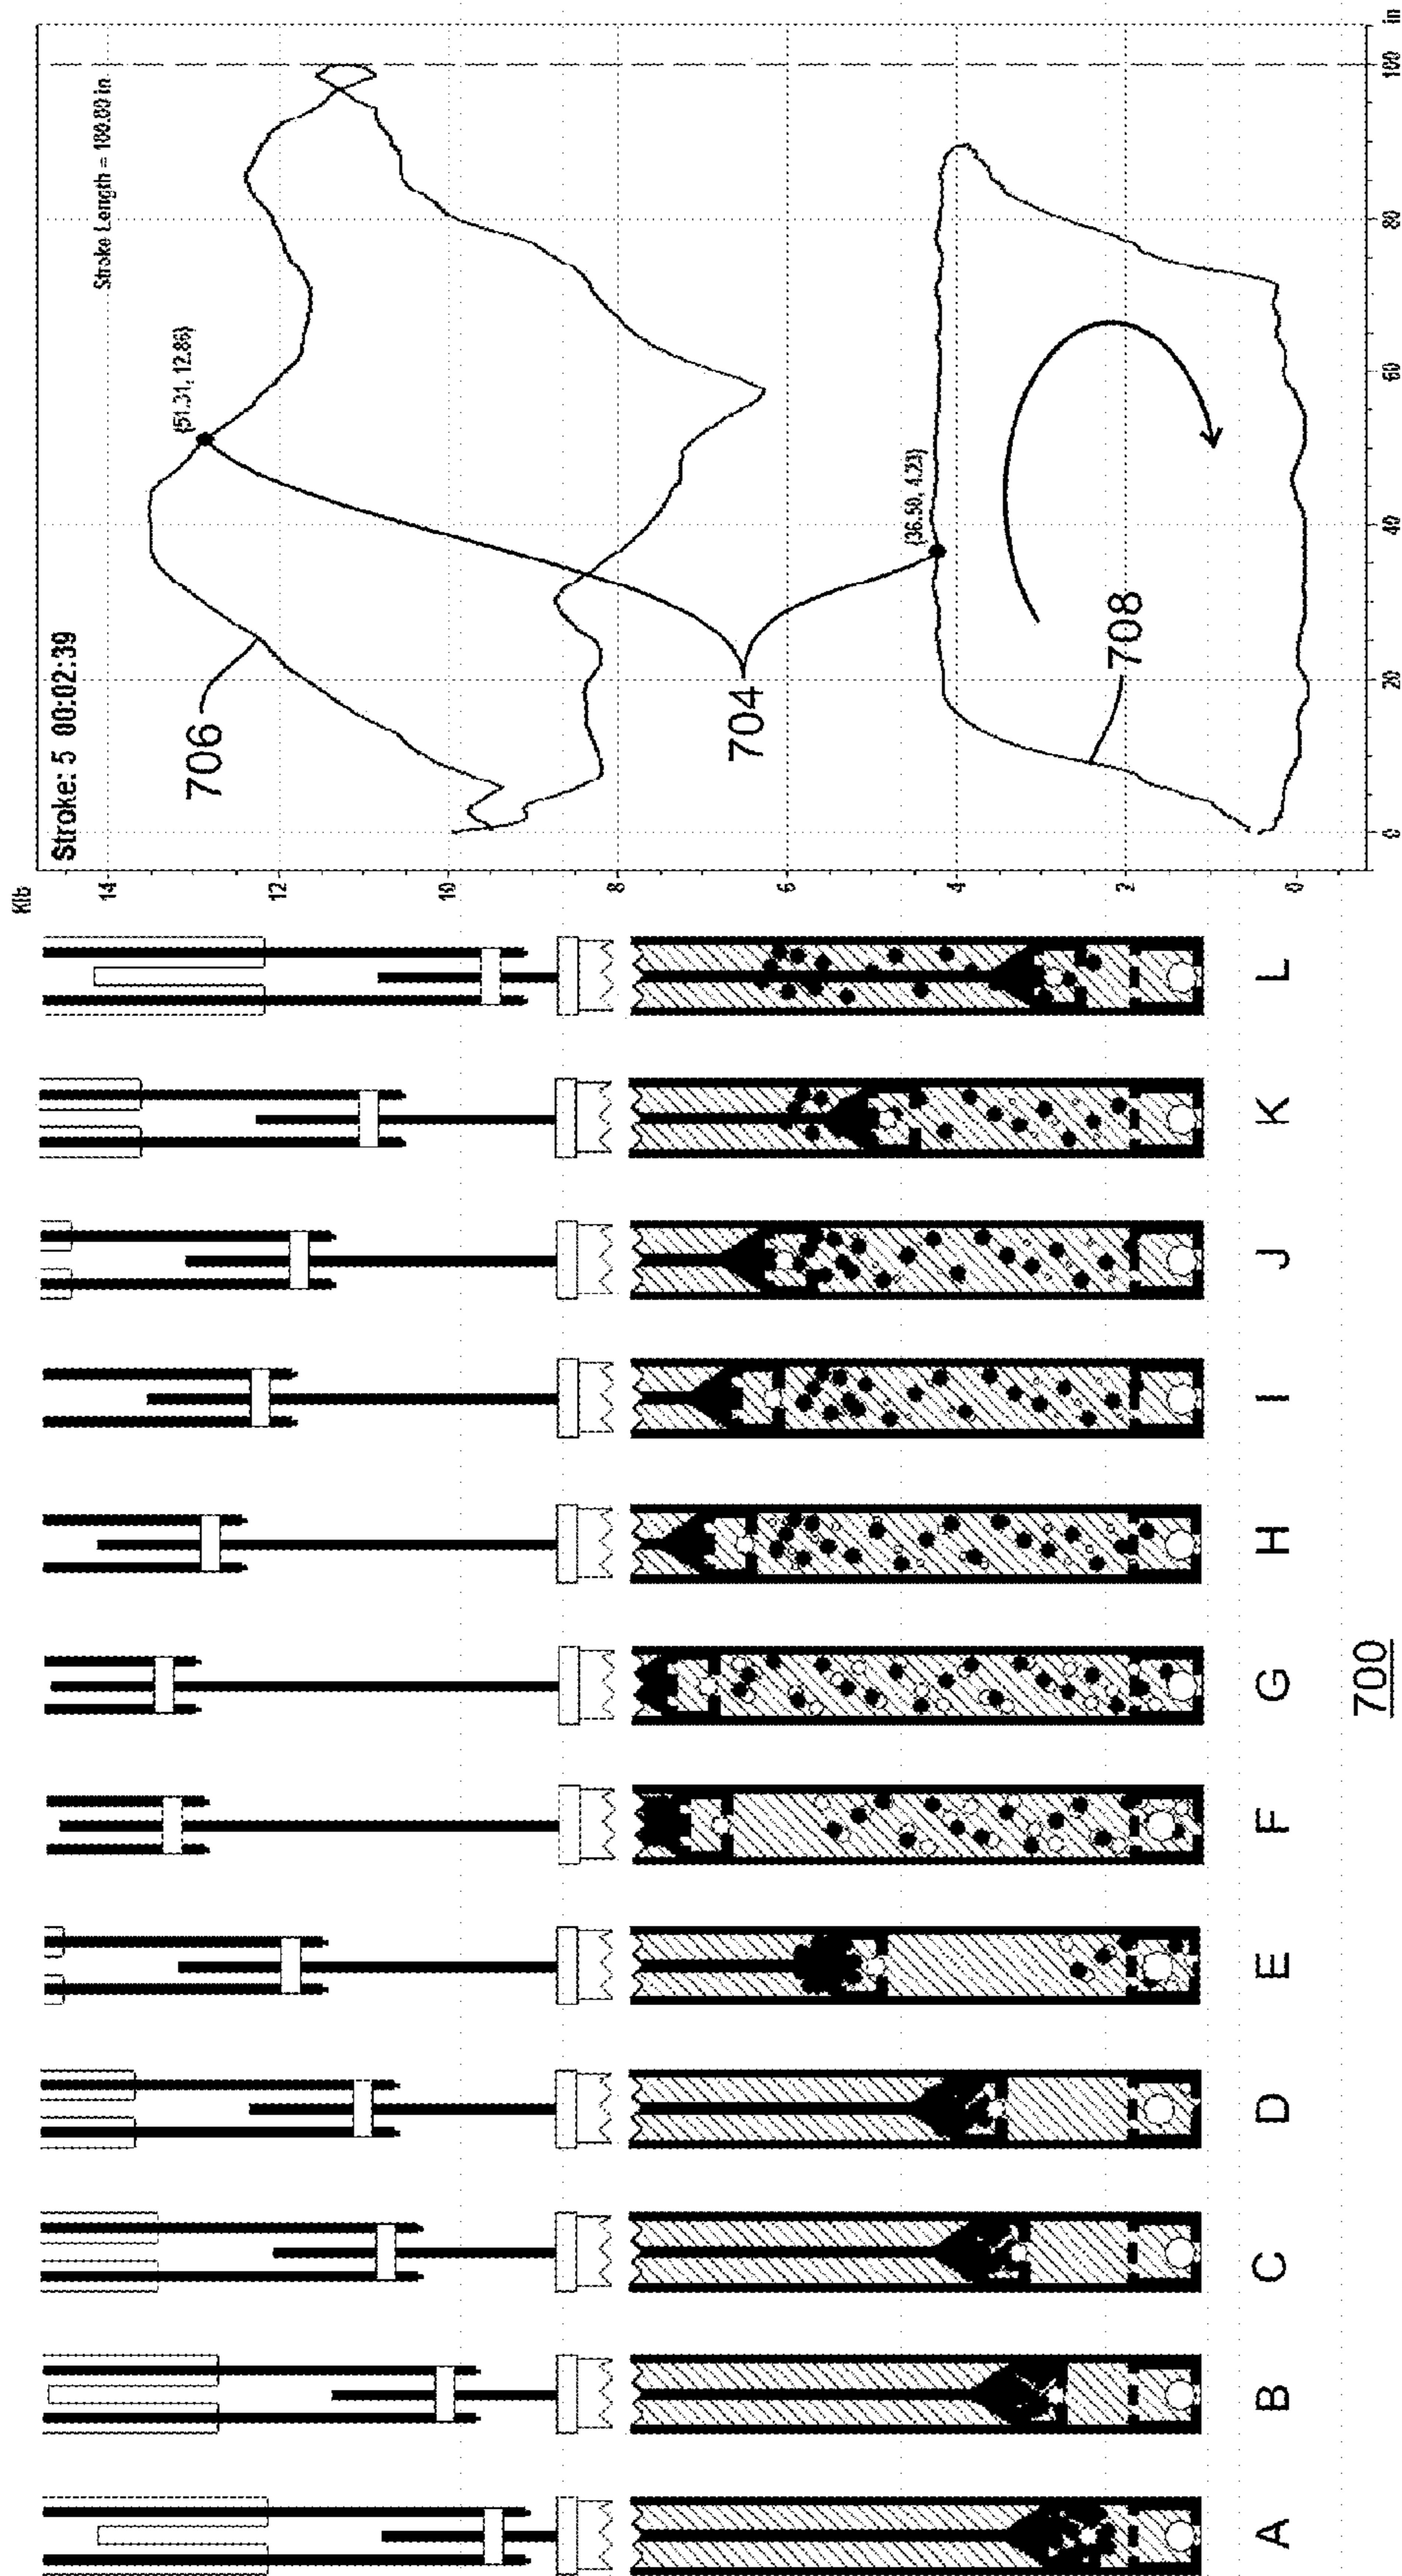 Klb
Stroke: 5 00:02:39
Stroke Length = 100.00 in
14
(51.31, 12.86)
706
12
10
8
704
6
(36.50, 4.23)
4
708
2
0
0 20 40 60 80 100 in
A B C D E F G H I J K L
700